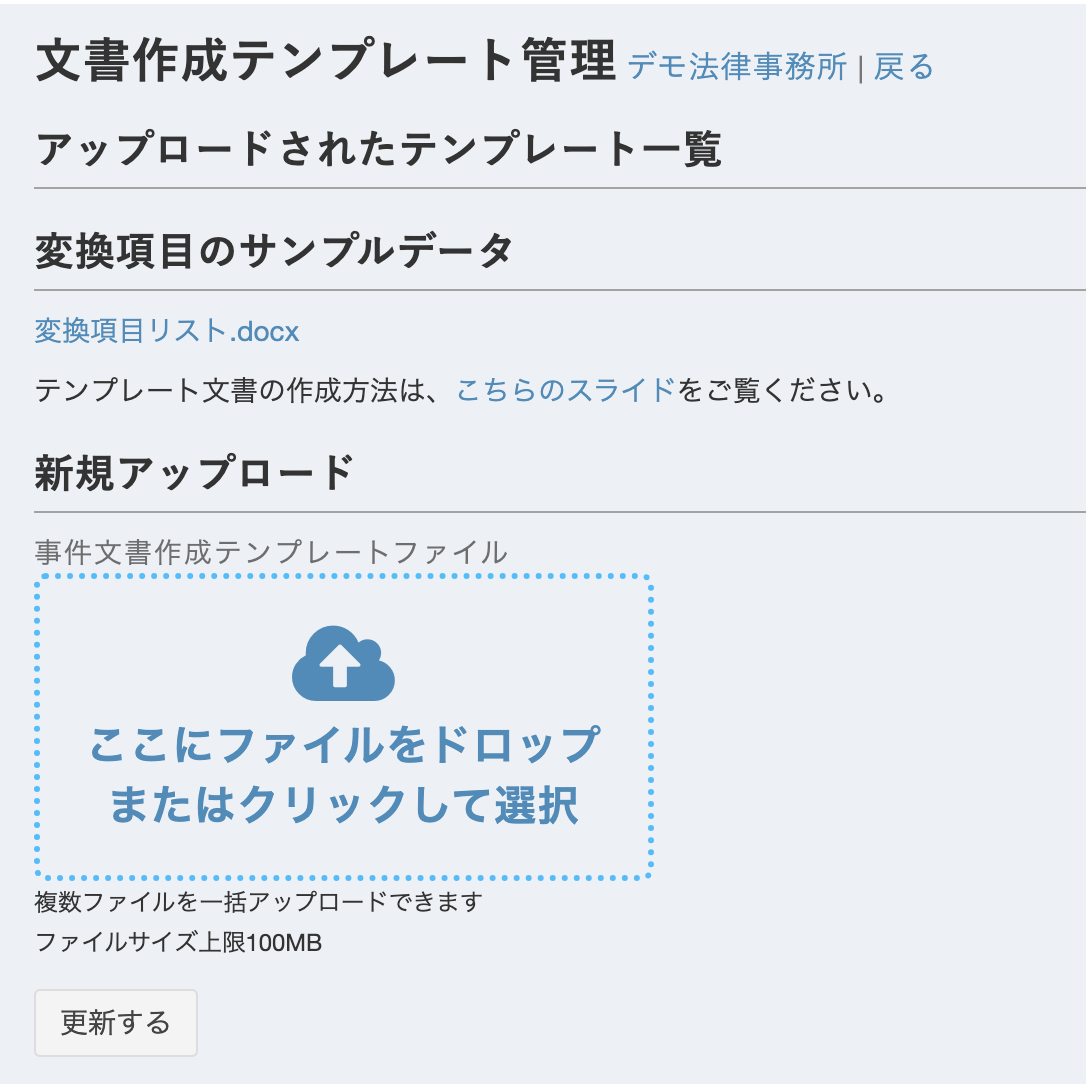 文書作成テンプレート管理 デモ法律事務所 | 戻る
アップロードされたテンプレート一覧
変換項目のサンプルデータ
変換項目リスト.docx
テンプレート文書の作成方法は、こちらのスライドをご覧ください。
新規アップロード
事件文書作成テンプレートファイル
ここにファイルをドロップ
またはクリックして選択
複数ファイルを一括アップロードできます
ファイルサイズ上限100MB
更新する